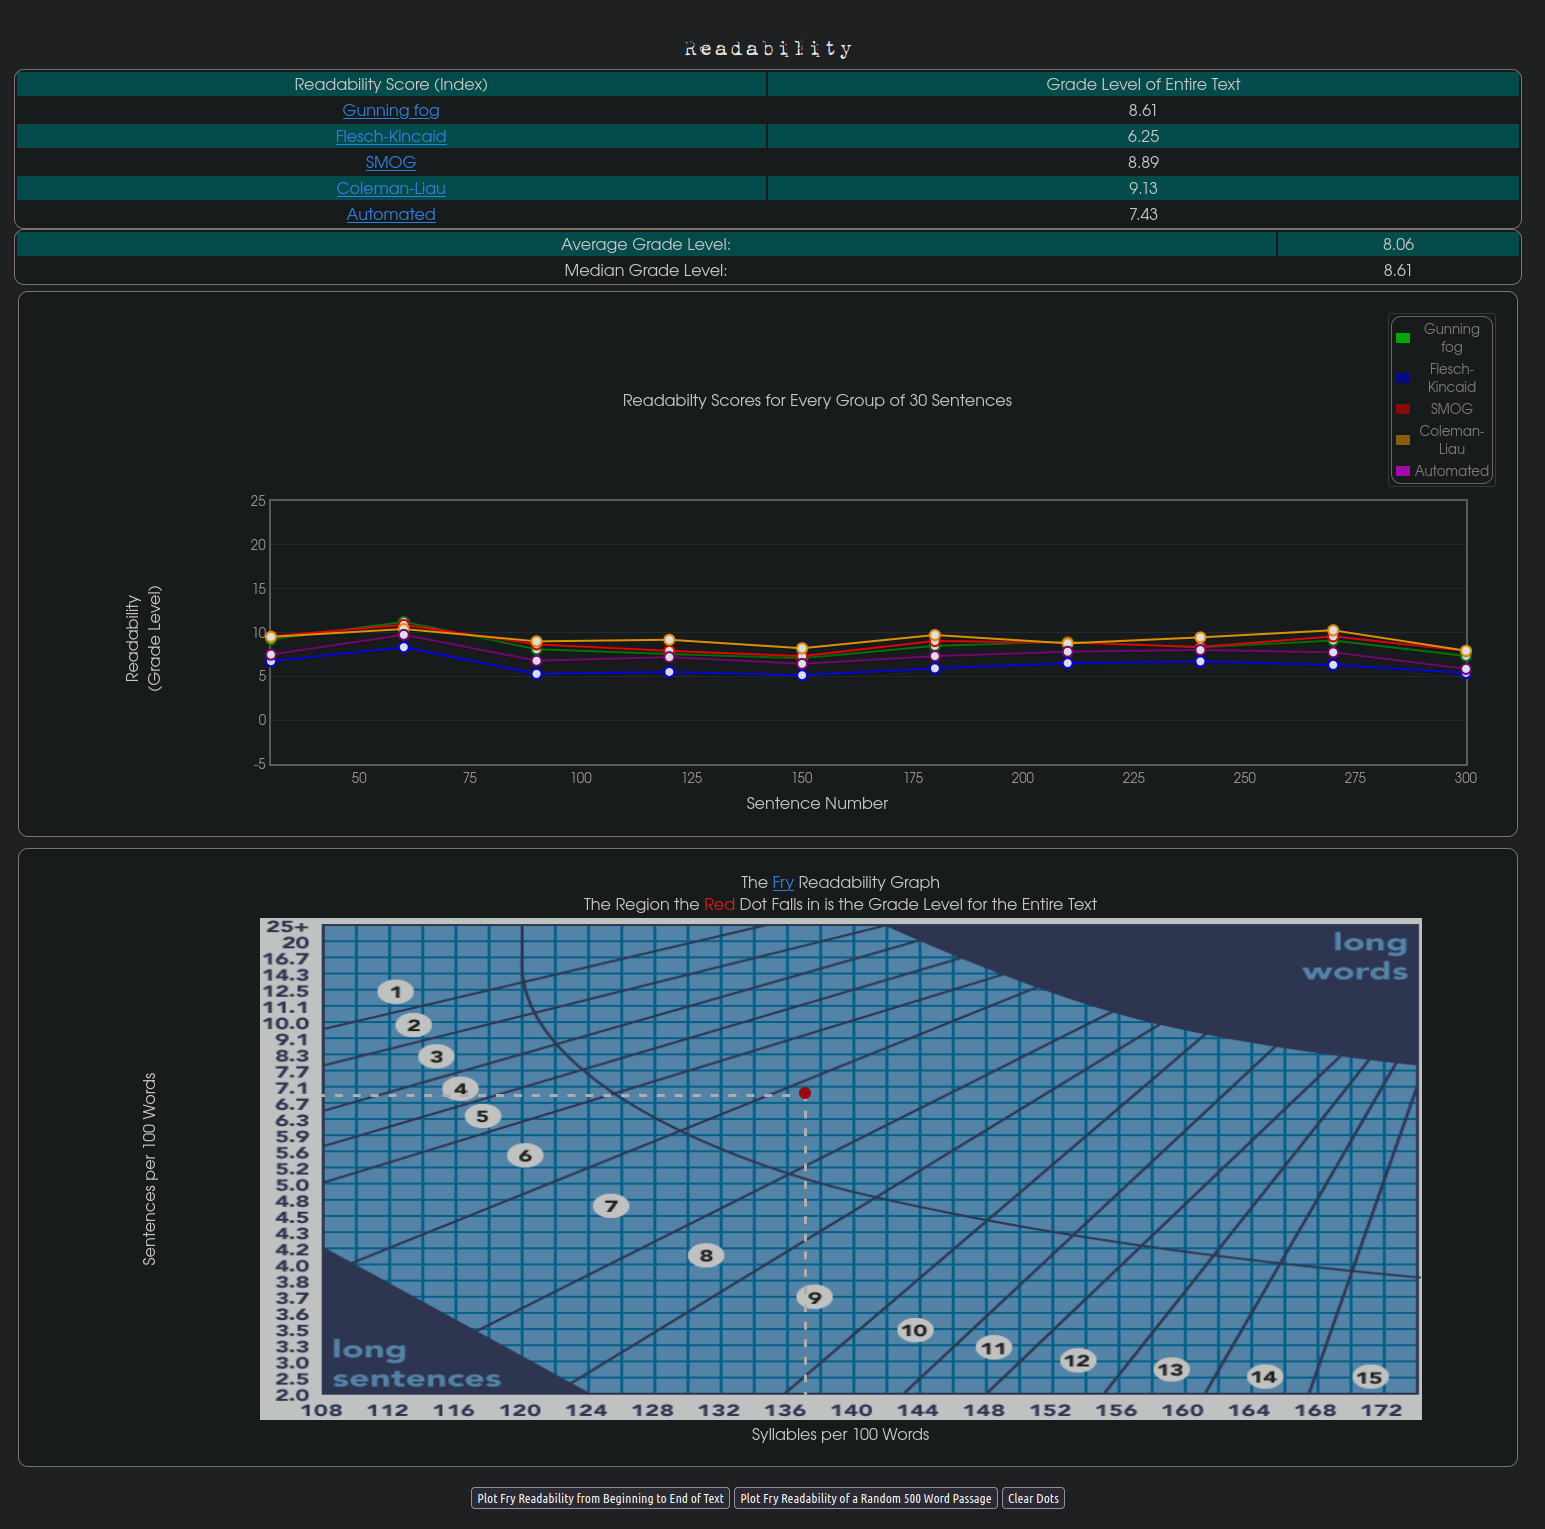 Readability
Readability Score (Index) Grade Level of Entire Text
Gunning fog 8.61
Flesch-Kincaid 6.25
SMOG 8.89
Coleman-Liau 9.13
Automated 7.43
Average Grade Level: 8.06
Median Grade Level: 8.61
Gunning
fog
Flesch-
Kincaid
SMOG
Coleman-
Liau
Automated
Readabilty Scores for Every Group of 30 Sentences
Readability
(Grade Level)
25
20
15
10
5
0
-5
50 75 100 125 150 175 200 225 250 275 300
Sentence Number
The Fry Readability Graph
The Region the Red Dot Falls in is the Grade Level for the Entire Text
Sentences per 100 Words
25+
20
16.7
14.3
12.5
11.1
10.0
9.1
8.3
7.7
7.1
6.7
6.3
5.9
5.6
5.2
5.0
4.8
4.5
4.3
4.2
4.0
3.8
3.7
3.6
3.5
3.3
3.0
2.5
2.0
long
words
1
2
3
4
5
6
7
8
9
10
11
12
13
14
15
long
sentences
108 112 116 120 124 128 132 136 140 144 148 152 156 160 164 168 172
Syllables per 100 Words
Plot Fry Readability from Beginning to End of Text Plot Fry Readability of a Random 500 Word Passage Clear Dots